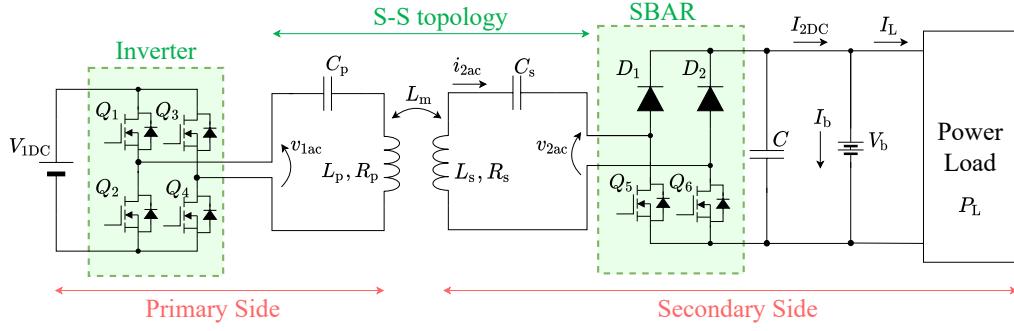 S-S topology
SBAR
Inverter
I_2DC
I_L
C_p
i_2ac
C_s
D_1
D_2
L_m
Q_1
Q_3
V_1DC
v_1ac
v_2ac
C
I_b
V_b
Power
Load
P_L
L_p, R_p
L_s, R_s
Q_2
Q_4
Q_5
Q_6
Primary Side
Secondary Side